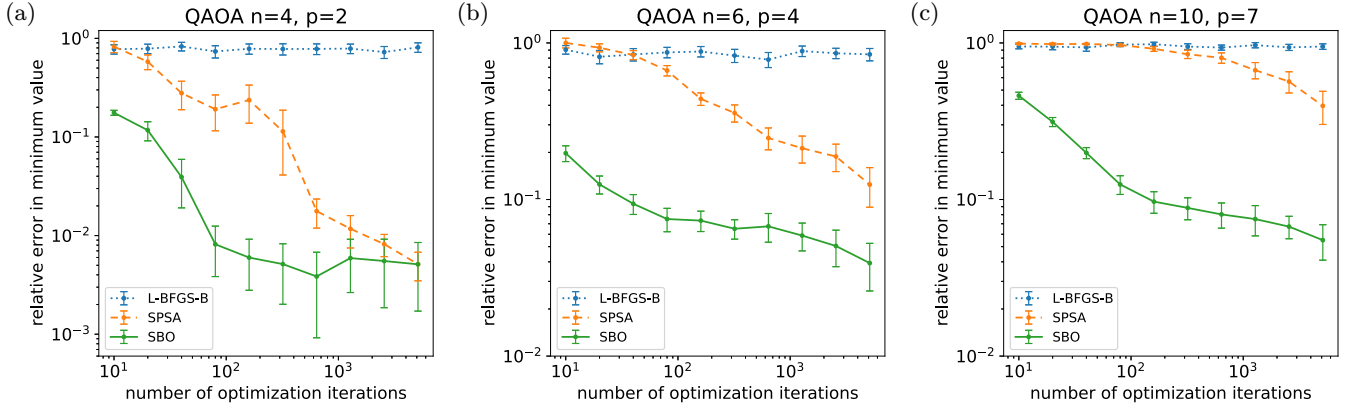 (a)
QAOA n=4, p=2
relative error in minimum value
10⁰
10⁻¹
10⁻²
10⁻³
L-BFGS-B
SPSA
SBO
10¹
10²
10³
number of optimization iterations
(b)
QAOA n=6, p=4
relative error in minimum value
10⁰
10⁻¹
10⁻²
L-BFGS-B
SPSA
SBO
10¹
10²
10³
number of optimization iterations
(c)
QAOA n=10, p=7
relative error in minimum value
10⁰
10⁻¹
10⁻²
L-BFGS-B
SPSA
SBO
10¹
10²
10³
number of optimization iterations